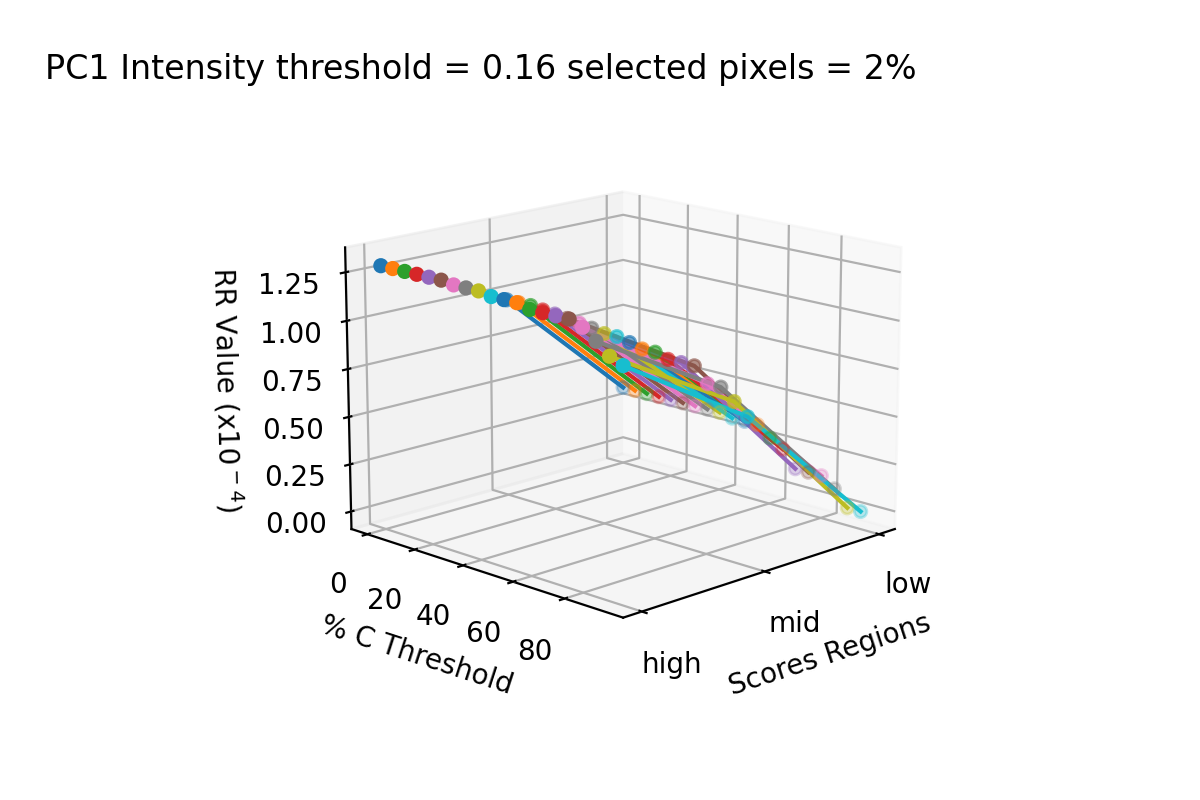 PC1 Intensity threshold = 0.16 selected pixels = 2%
RR Value (x10⁻⁴)
1.25
1.00
0.75
0.50
0.25
0.00
0
20
40
60
80
% C Threshold
high
mid
low
Scores Regions